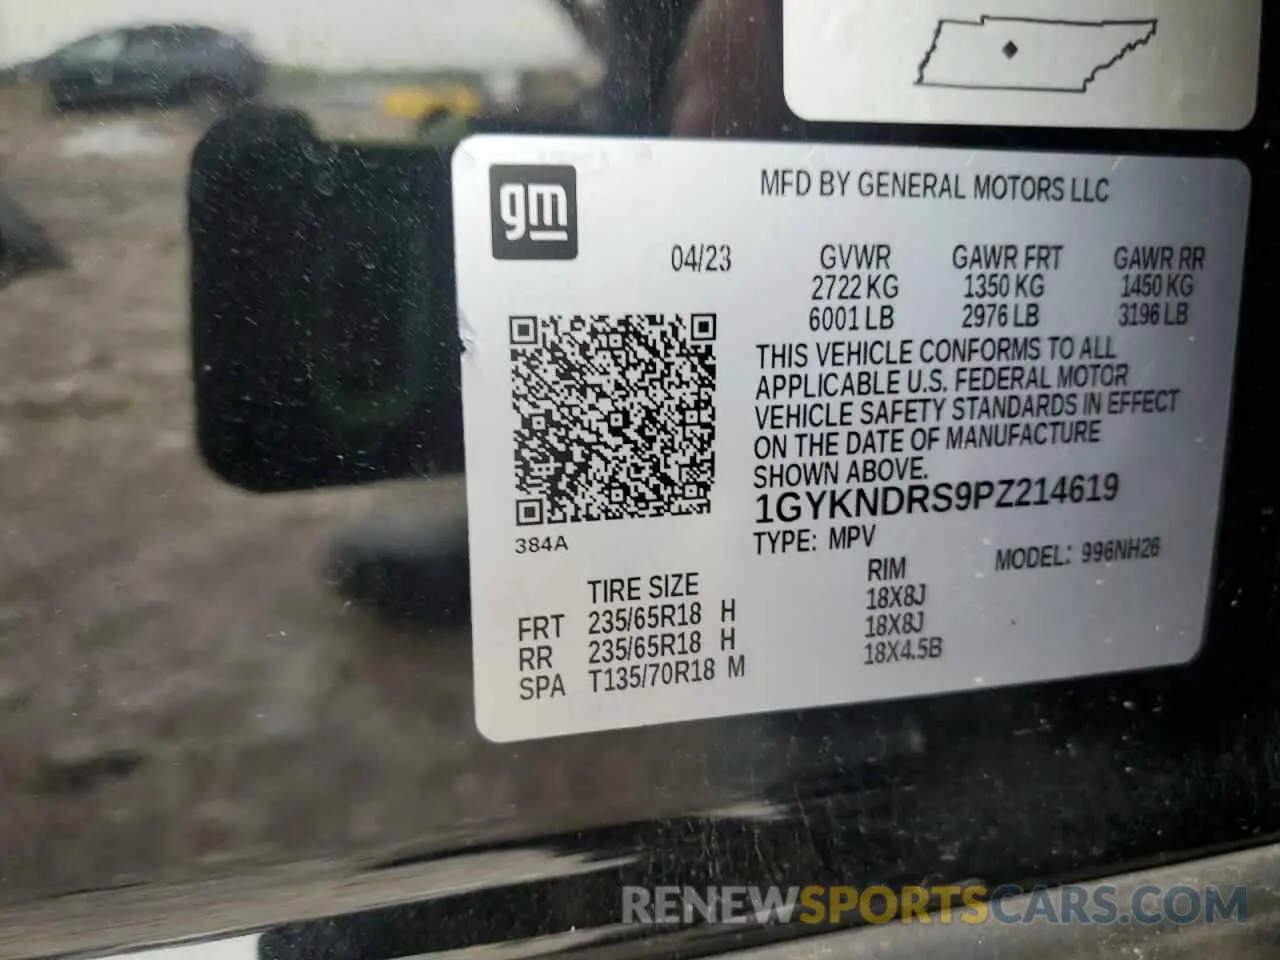 gm
MFD BY GENERAL MOTORS LLC
04/23 GVWR GAWR FRT GAWR RR
2722 KG 1350 KG 1450 KG
6001 LB 2976 LB 3196 LB
THIS VEHICLE CONFORMS TO ALL
APPLICABLE U.S. FEDERAL MOTOR
VEHICLE SAFETY STANDARDS IN EFFECT
ON THE DATE OF MANUFACTURE
SHOWN ABOVE.
1GYKNDRS9PZ214619
384A
TYPE: MPV MODEL: 996NH26
TIRE SIZE RIM
FRT 235/65R18 H 18X8J
RR 235/65R18 H 18X8J
SPA T135/70R18 M 18X4.5B
RENEWSPORTSCARS.COM